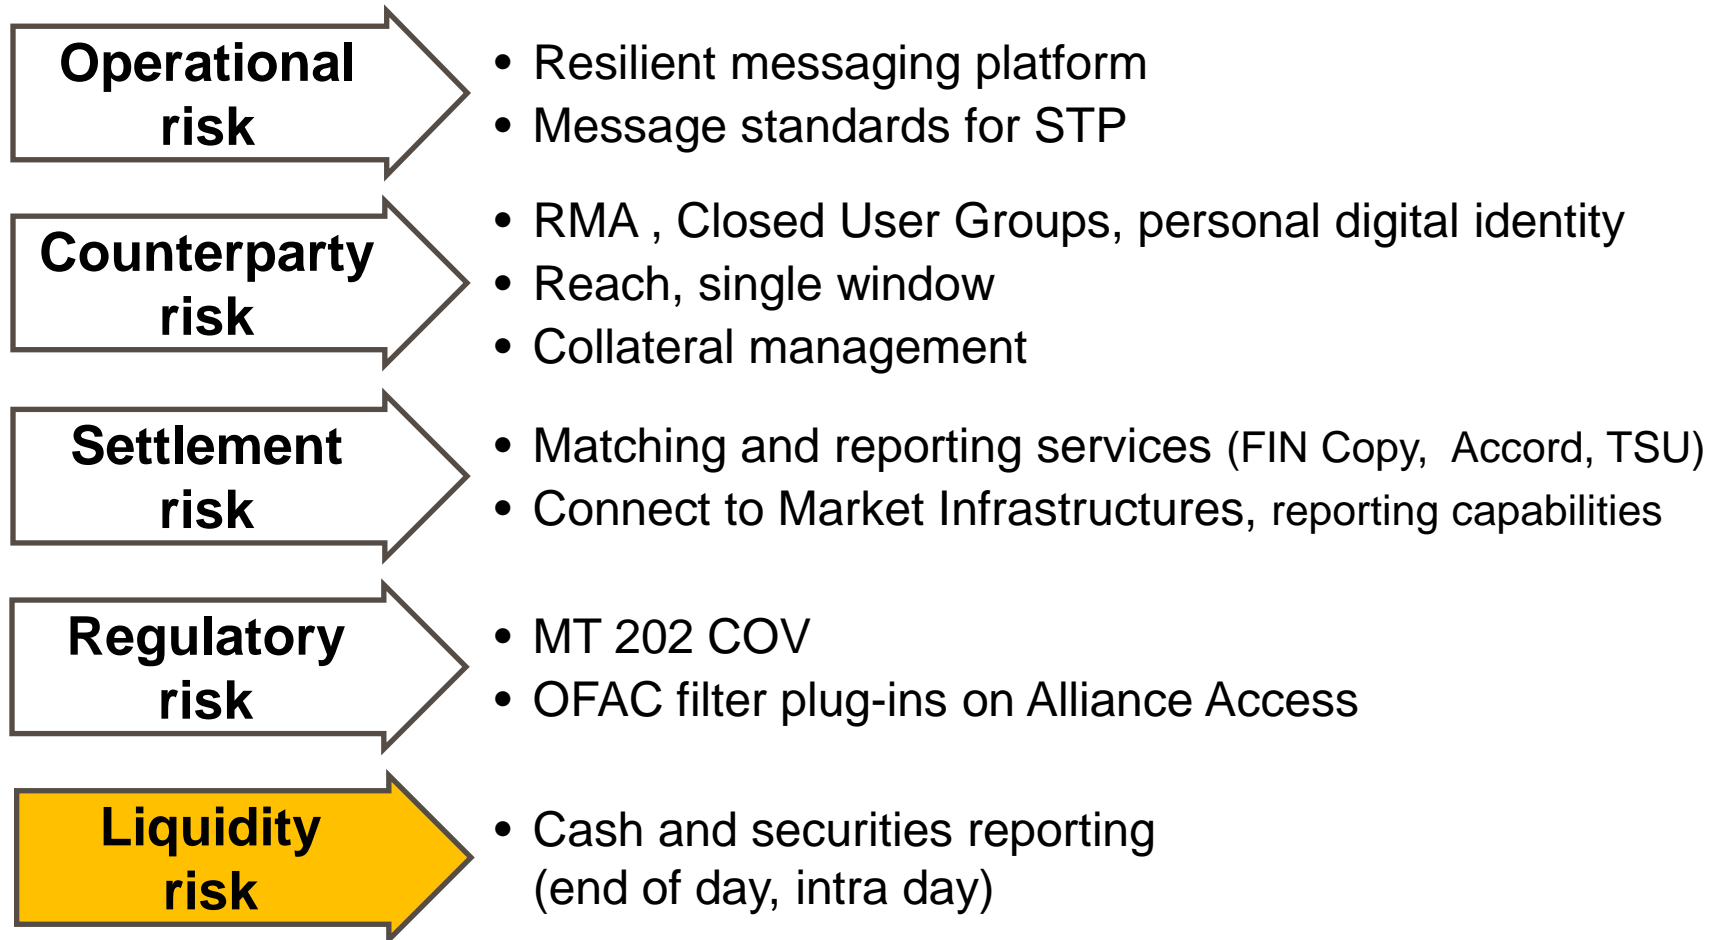 Operational
risk
• Resilient messaging platform
• Message standards for STP
Counterparty
risk
• RMA , Closed User Groups, personal digital identity
• Reach, single window
• Collateral management
Settlement
risk
• Matching and reporting services (FIN Copy, Accord, TSU)
• Connect to Market Infrastructures, reporting capabilities
Regulatory
risk
• MT 202 COV
• OFAC filter plug-ins on Alliance Access
Liquidity
risk
• Cash and securities reporting
(end of day, intra day)